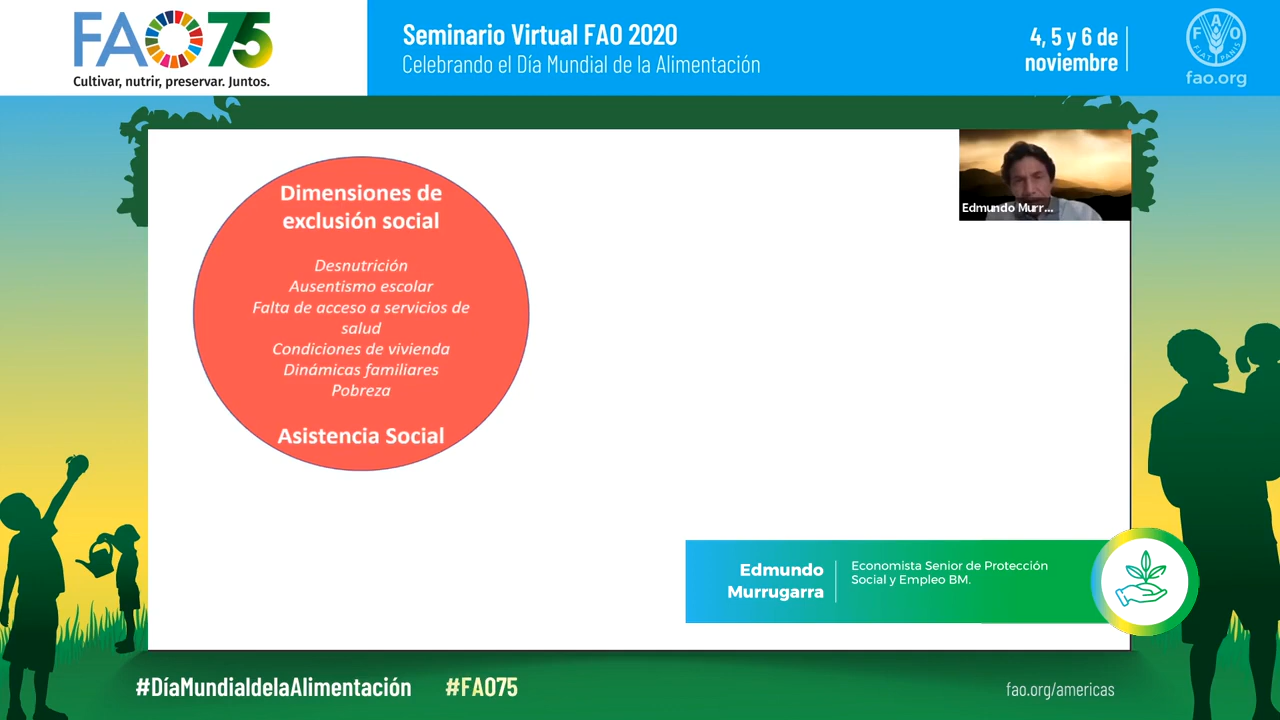 FAO75
Cultivar, nutrir, preservar. Juntos.
Seminario Virtual FAO 2020
Celebrando el Día Mundial de la Alimentación
4, 5 y 6 de
noviembre
FAO
FIAT PANIS
fao.org
Dimensiones de
exclusión social
Desnutrición
Ausentismo escolar
Falta de acceso a servicios de
salud
Condiciones de vivienda
Dinámicas familiares
Pobreza
Asistencia Social
Edmundo Murr...
Edmundo
Murrugarra
Economista Senior de Protección
Social y Empleo BM.
#DíaMundialdelaAlimentación
#FAO75
fao.org/americas